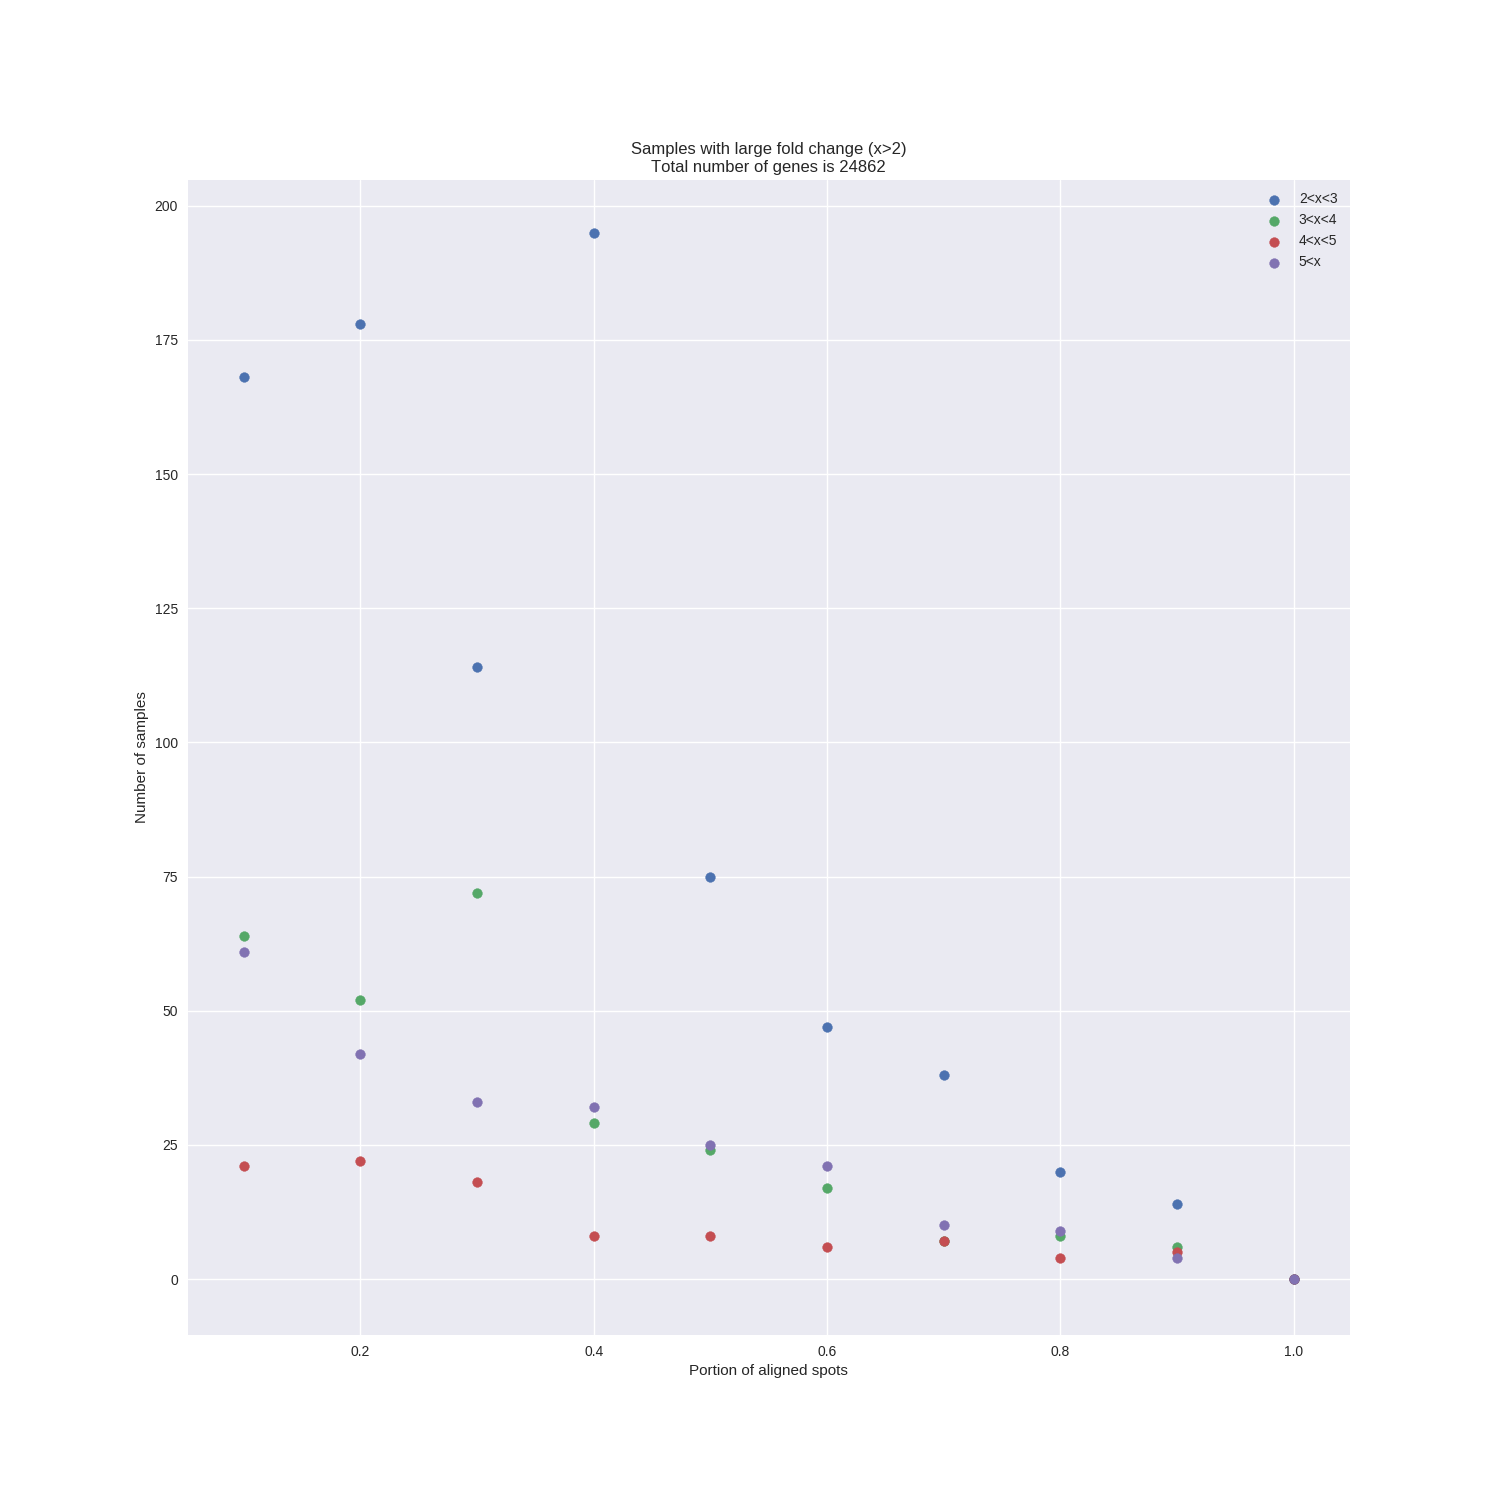 Samples with large fold change (x>2)
Total number of genes is 24862
2<x<3
3<x<4
4<x<5
5<x
200
175
150
125
100
75
50
25
0
Number of samples
0.2
0.4
0.6
0.8
1.0
Portion of aligned spots